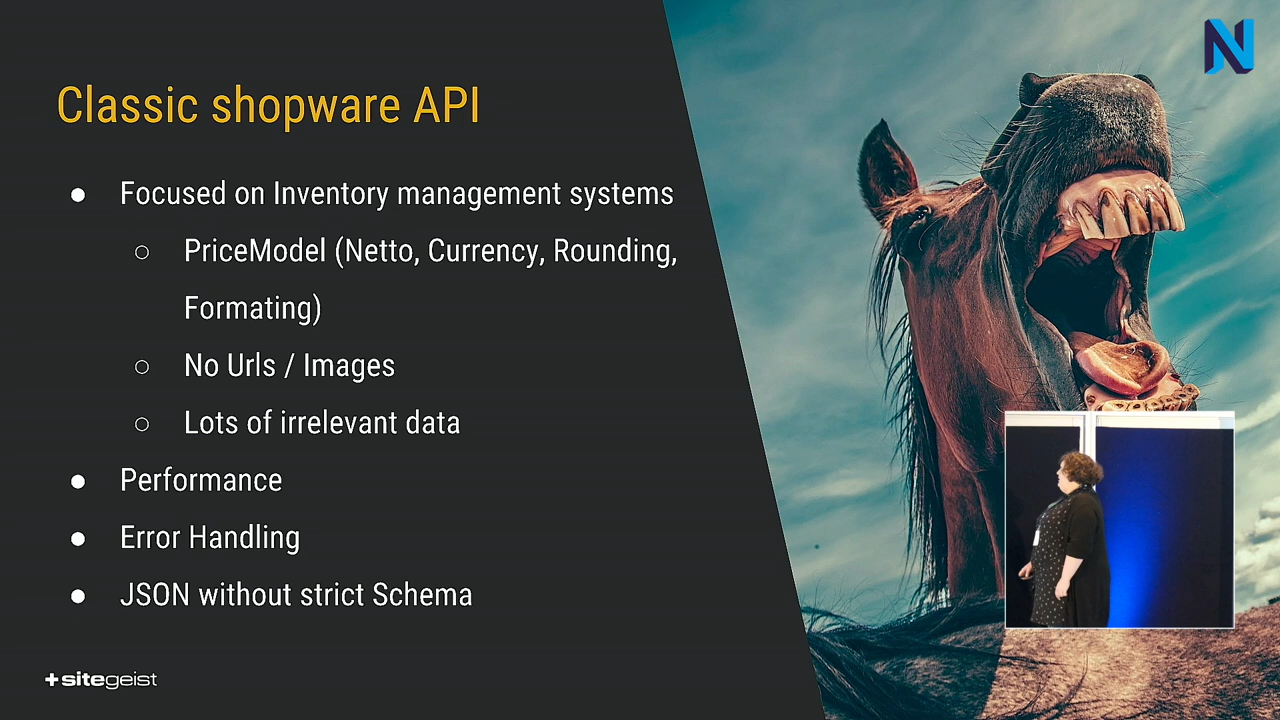 Classic shopware API
● Focused on Inventory management systems
○ PriceModel (Netto, Currency, Rounding,
Formating)
○ No Urls / Images
○ Lots of irrelevant data
● Performance
● Error Handling
● JSON without strict Schema
+sitegeist